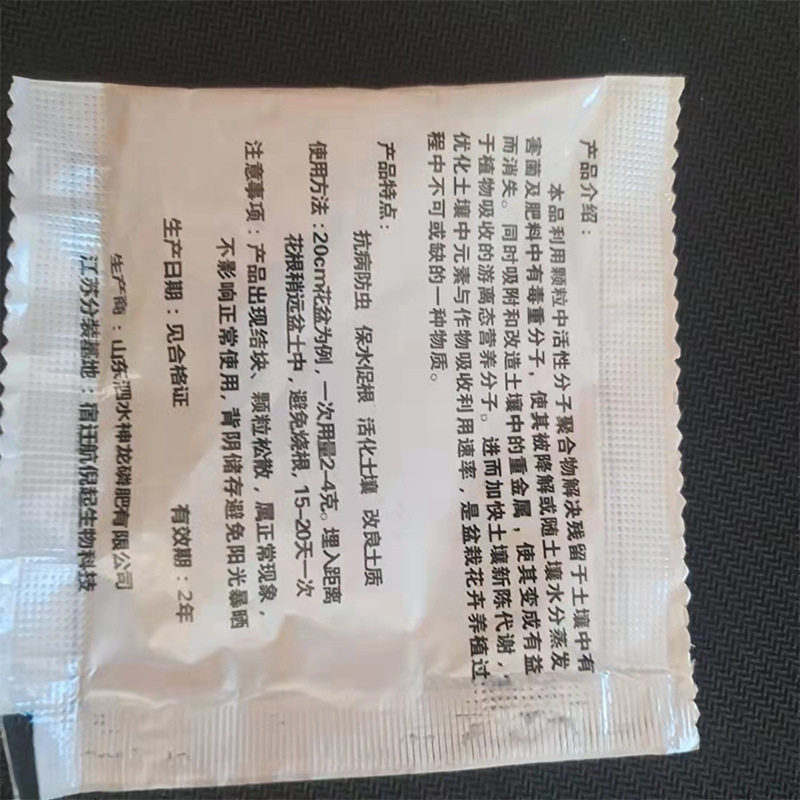 产品介绍：
本品利用颗粒中活性分子聚合物解决残留于土壤中有
害菌及肥料中有毒重分子，使其被降解或随土壤水分蒸发
而消失。同时吸附和改造土壤中的重金属，使其变成有益
于植物吸收的游离态营养分子。进而加快土壤新陈代谢，
优化土壤中元素与作物吸收利用速率，是盆栽花卉养植过
程中不可或缺的一种物质。
产品特点：
抗病防虫 保水促根 活化土壤 改良土质
使用方法：20cm花盆为例，一次用量2-4克。埋入距离
花根稍远盆土中，避免烧根，15-20天一次
注意事项：产品出现结块、颗粒松散，属正常现象，
不影响正常使用，背阴储存避免阳光暴晒
生产日期：见合格证 有效期：2年
生产商：山东泗水神龙磷肥有限公司
江苏分装基地：宿迁航倪起生物科技